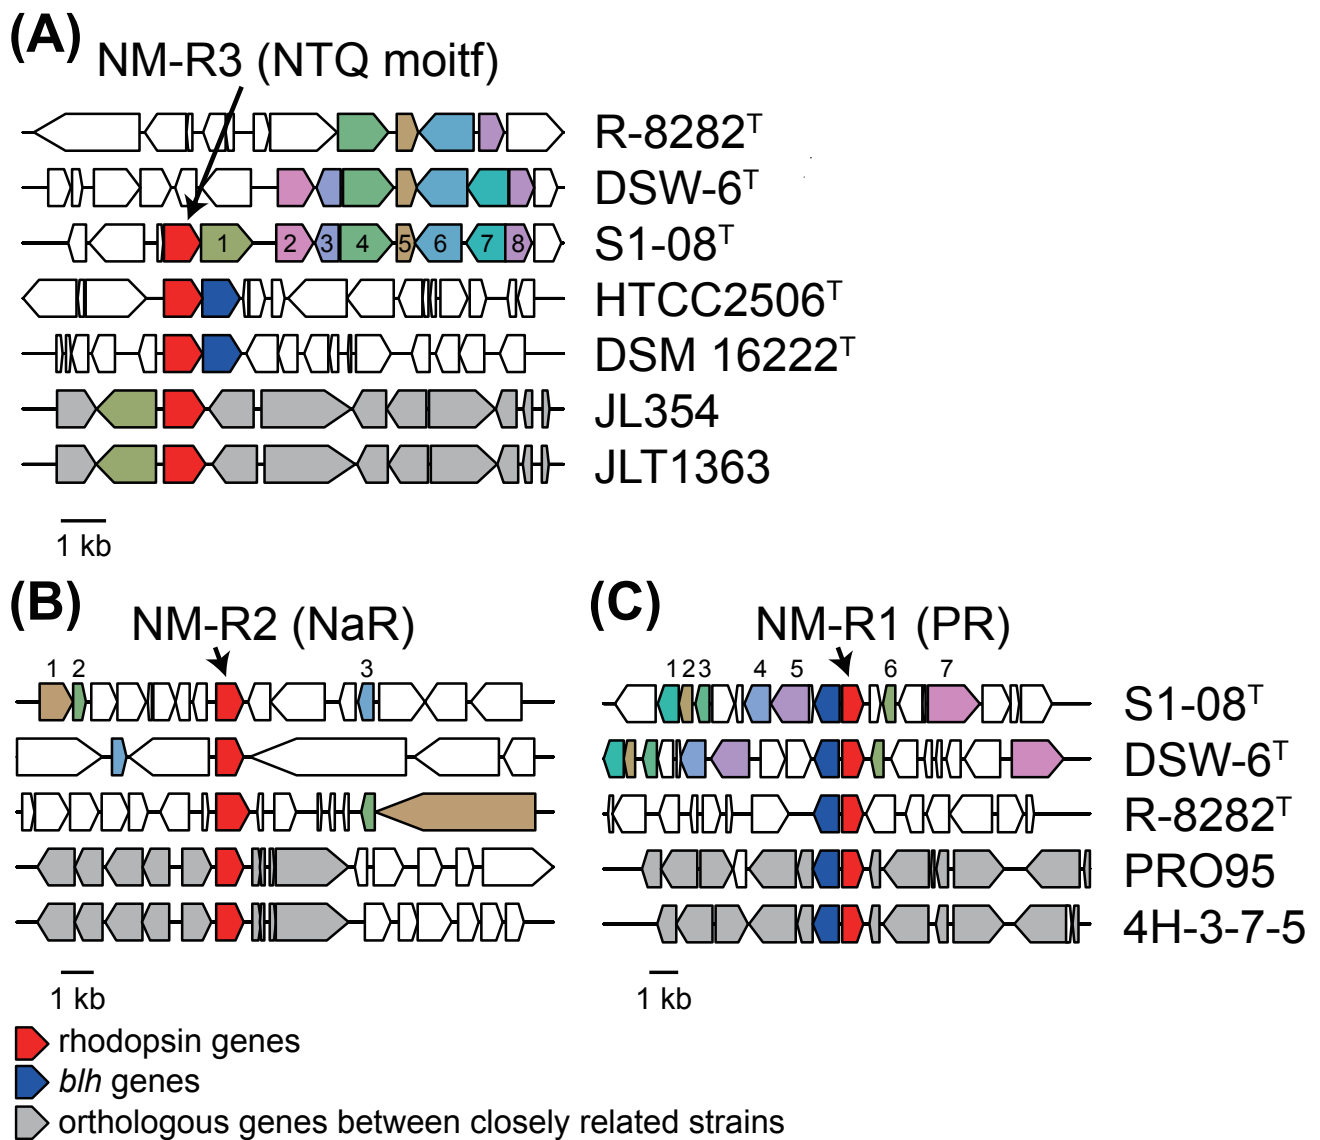 (A)
NM-R3 (NTQ moitf)
R-8282T
DSW-6T
1 2 3 4 5 6 7 8 S1-08T
HTCC2506T
DSM 16222T
JL354
JLT1363
1 kb
(B)
NM-R2 (NaR)
1 2 3
1 kb
(C)
NM-R1 (PR)
1 2 3 4 5 6 7
S1-08T
DSW-6T
R-8282T
PRO95
4H-3-7-5
1 kb
rhodopsin genes
blh genes
orthologous genes between closely related strains